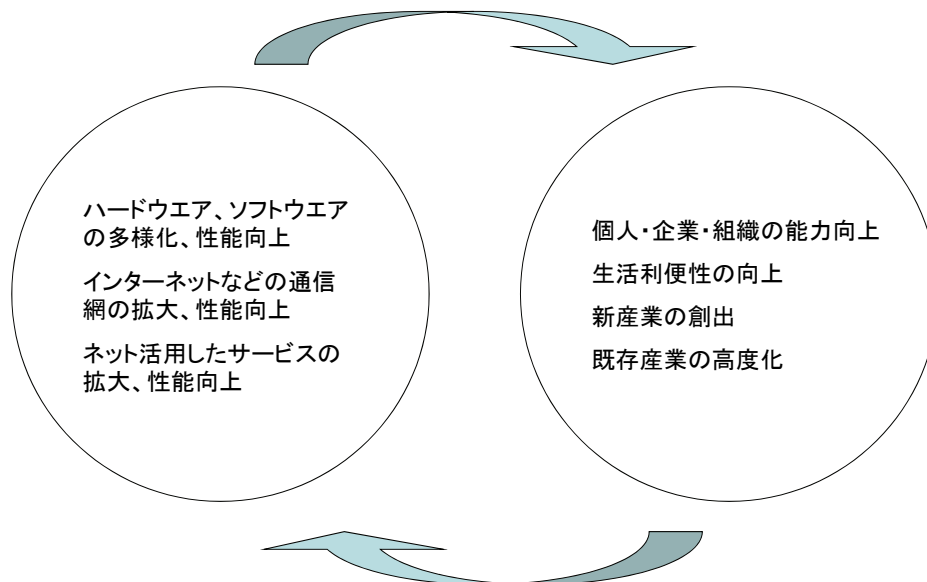 ハードウエア、ソフトウエア
の多様化、性能向上
インターネットなどの通信
網の拡大、性能向上
ネット活用したサービスの
拡大、性能向上
個人・企業・組織の能力向上
生活利便性の向上
新産業の創出
既存産業の高度化